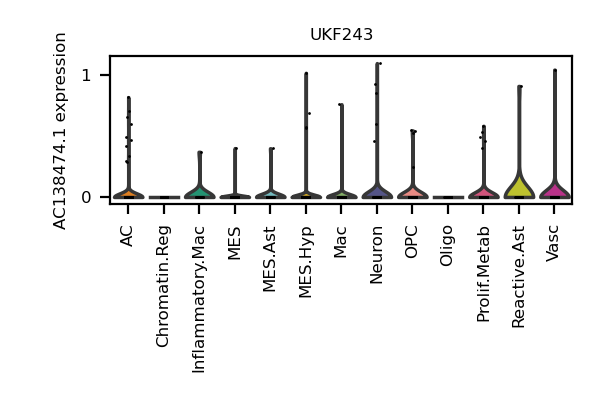 UKF243
AC138474.1 expression
1
0
AC
Chromatin.Reg
Inflammatory.Mac
MES
MES.Ast
MES.Hyp
Mac
Neuron
OPC
Oligo
Prolif.Metab
Reactive.Ast
Vasc